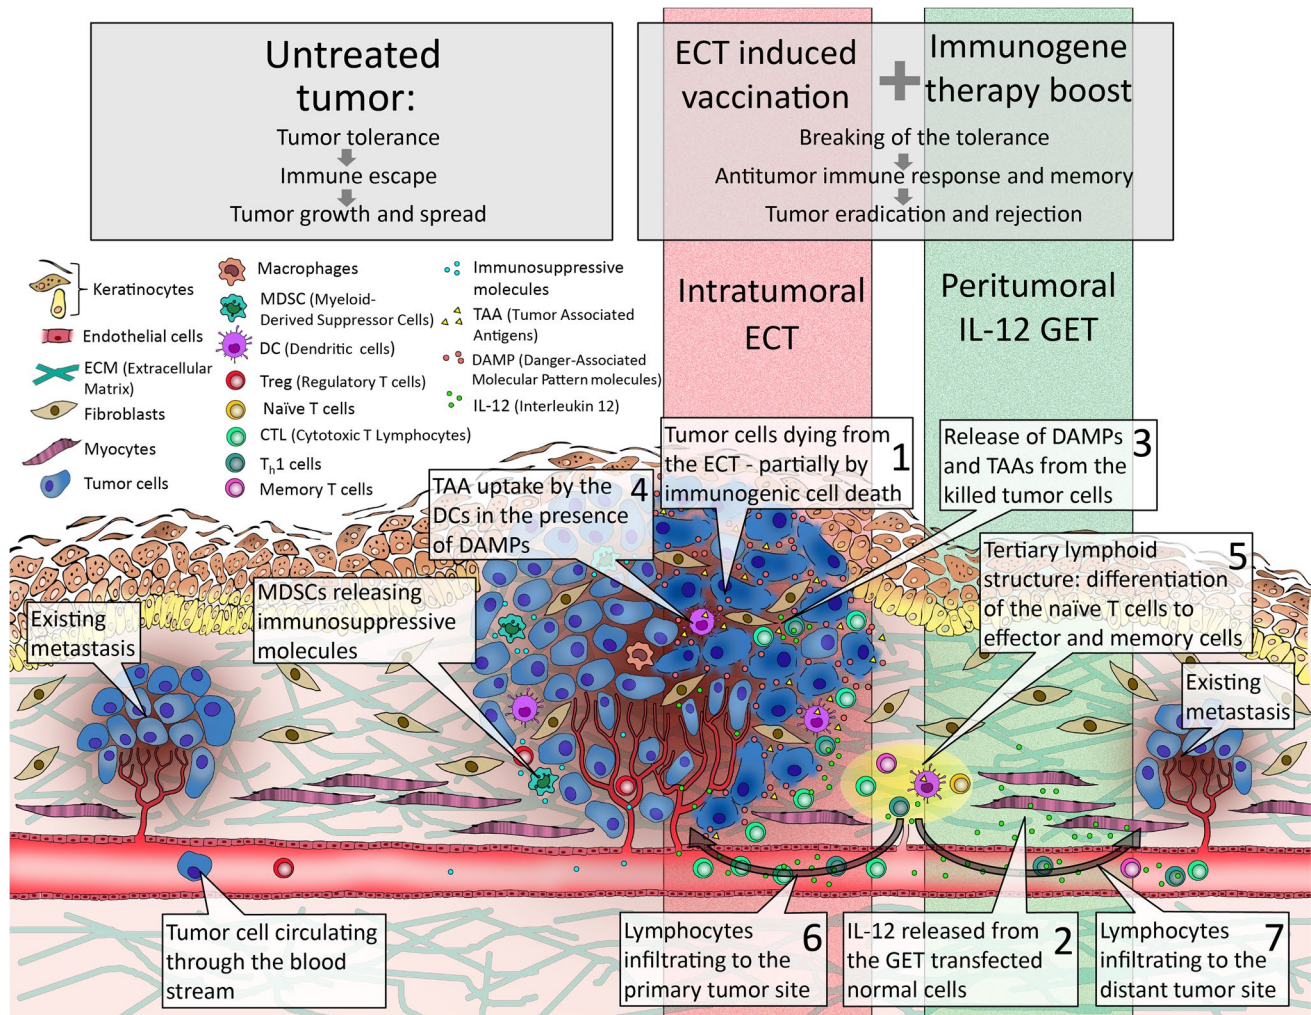 Untreated
tumor:
Tumor tolerance
Immune escape
Tumor growth and spread
ECT induced
vaccination
Immunogene
therapy boost
Breaking of the tolerance
Antitumor immune response and memory
Tumor eradication and rejection
Keratinocytes
Endothelial cells
ECM (Extracellular
Matrix)
Fibroblasts
Myocytes
Tumor cells
Macrophages
MDSC (Myeloid-
Derived Suppressor Cells)
DC (Dendritic cells)
Treg (Regulatory T cells)
Naïve T cells
CTL (Cytotoxic T Lymphocytes)
Th1 cells
Memory T cells
Immunosuppressive
molecules
TAA (Tumor Associated
Antigens)
DAMP (Danger-Associated
Molecular Pattern molecules)
IL-12 (Interleukin 12)
Intratumoral
ECT
Peritumoral
IL-12 GET
Tumor cells dying from
the ECT - partially by
immunogenic cell death
1
Release of DAMPs
and TAAs from the
killed tumor cells
3
TAA uptake by the
DCs in the presence
of DAMPs
4
Tertiary lymphoid
structure: differentiation
of the naïve T cells to
effector and memory cells
5
MDSCs releasing
immunosuppressive
molecules
Existing
metastasis
Existing
metastasis
Tumor cell circulating
through the blood
stream
Lymphocytes
infiltrating to the
primary tumor site
6
IL-12 released from
the GET transfected
normal cells
2
Lymphocytes
infiltrating to the
distant tumor site
7